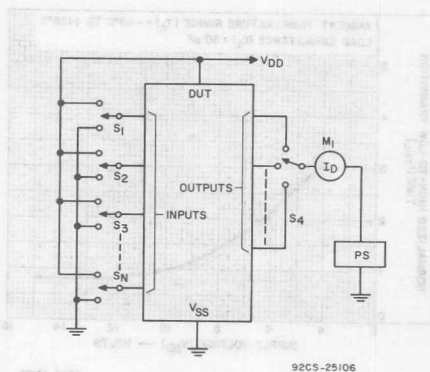 VDD
DUT
S1
S2
S3
SN
INPUTS
OUTPUTS
S4
M1
ID
PS
VSS
92CS-25106